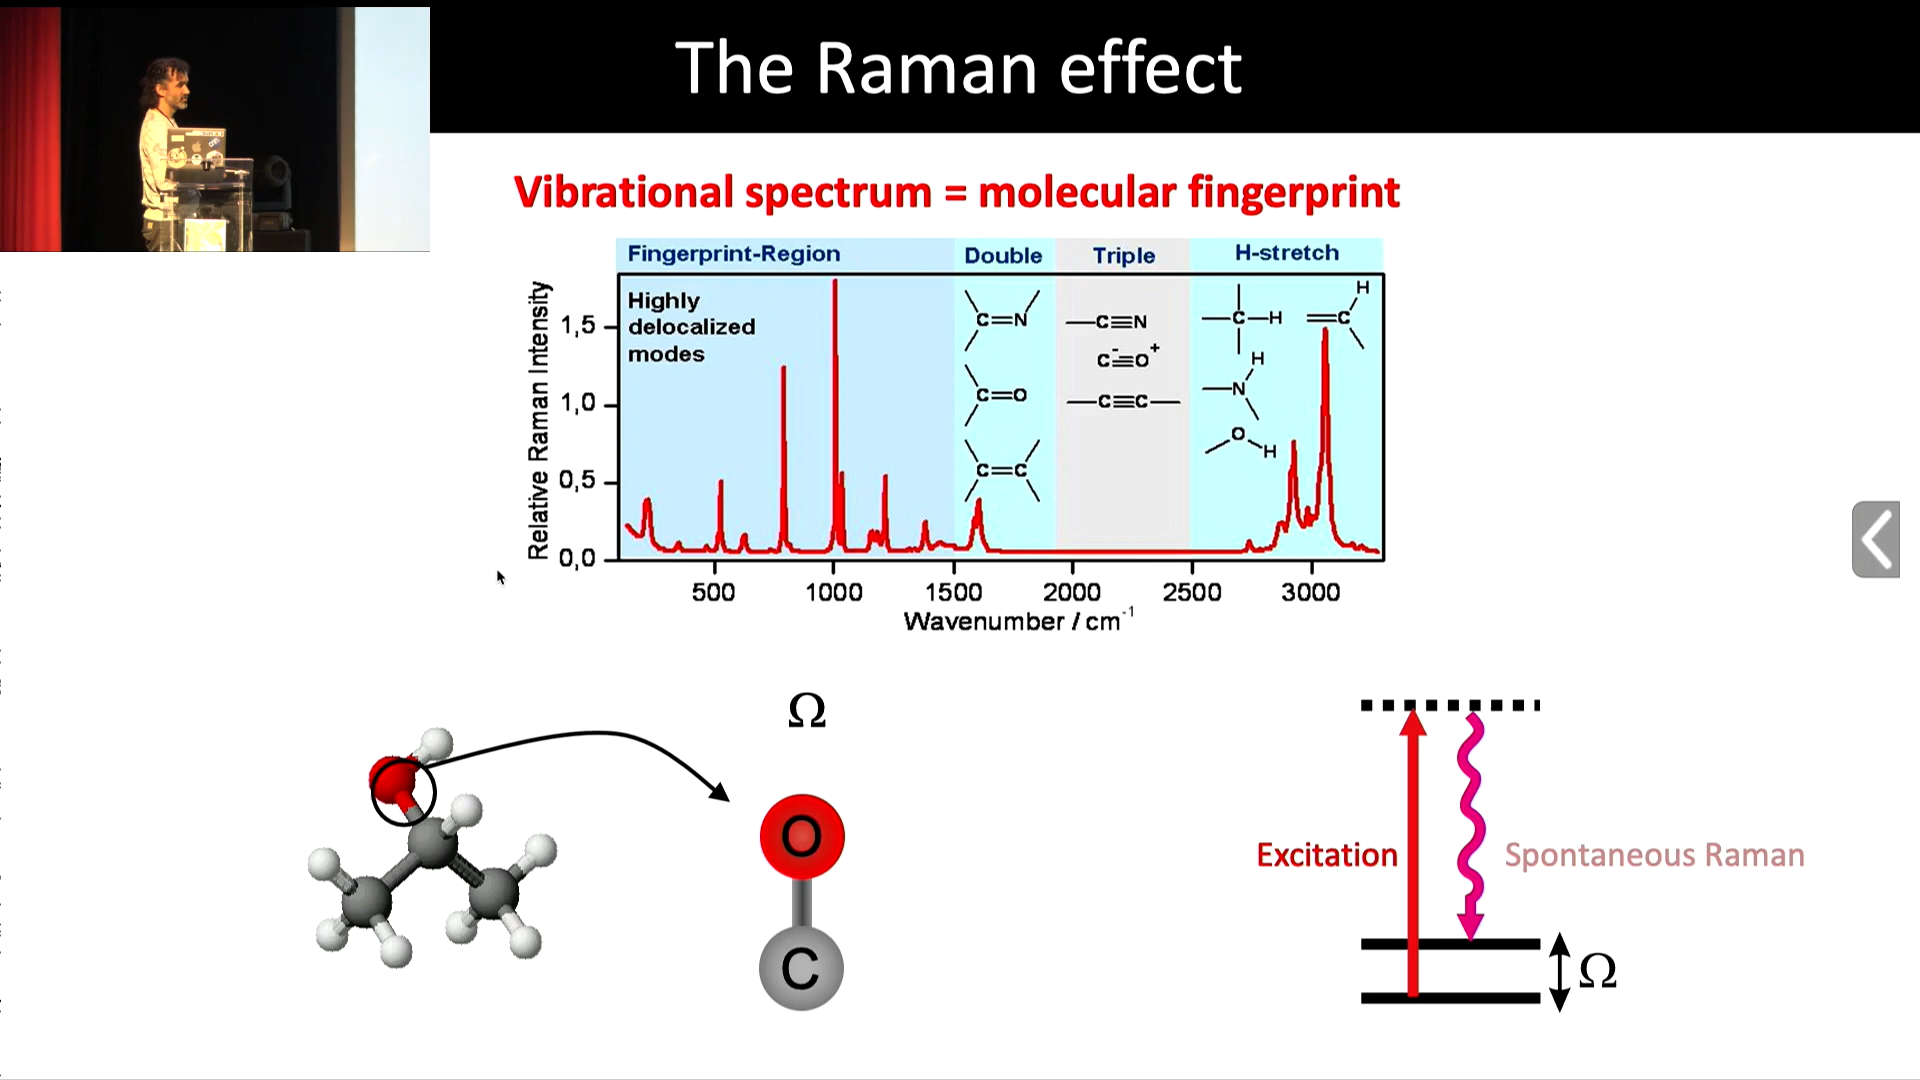 The Raman effect
Vibrational spectrum = molecular fingerprint
Fingerprint-Region
Double
Triple
H-stretch
Highly
delocalized
modes
Relative Raman Intensity
1,5
1,0
0,5
0,0
C=N
C=O
C=C
—C≡N
C⁻≡O⁺
—C≡C—
—C—H
H
=C
H
N
O
H
500
1000
1500
2000
2500
3000
Wavenumber / cm⁻¹
Ω
O
C
Excitation
Spontaneous Raman
Ω